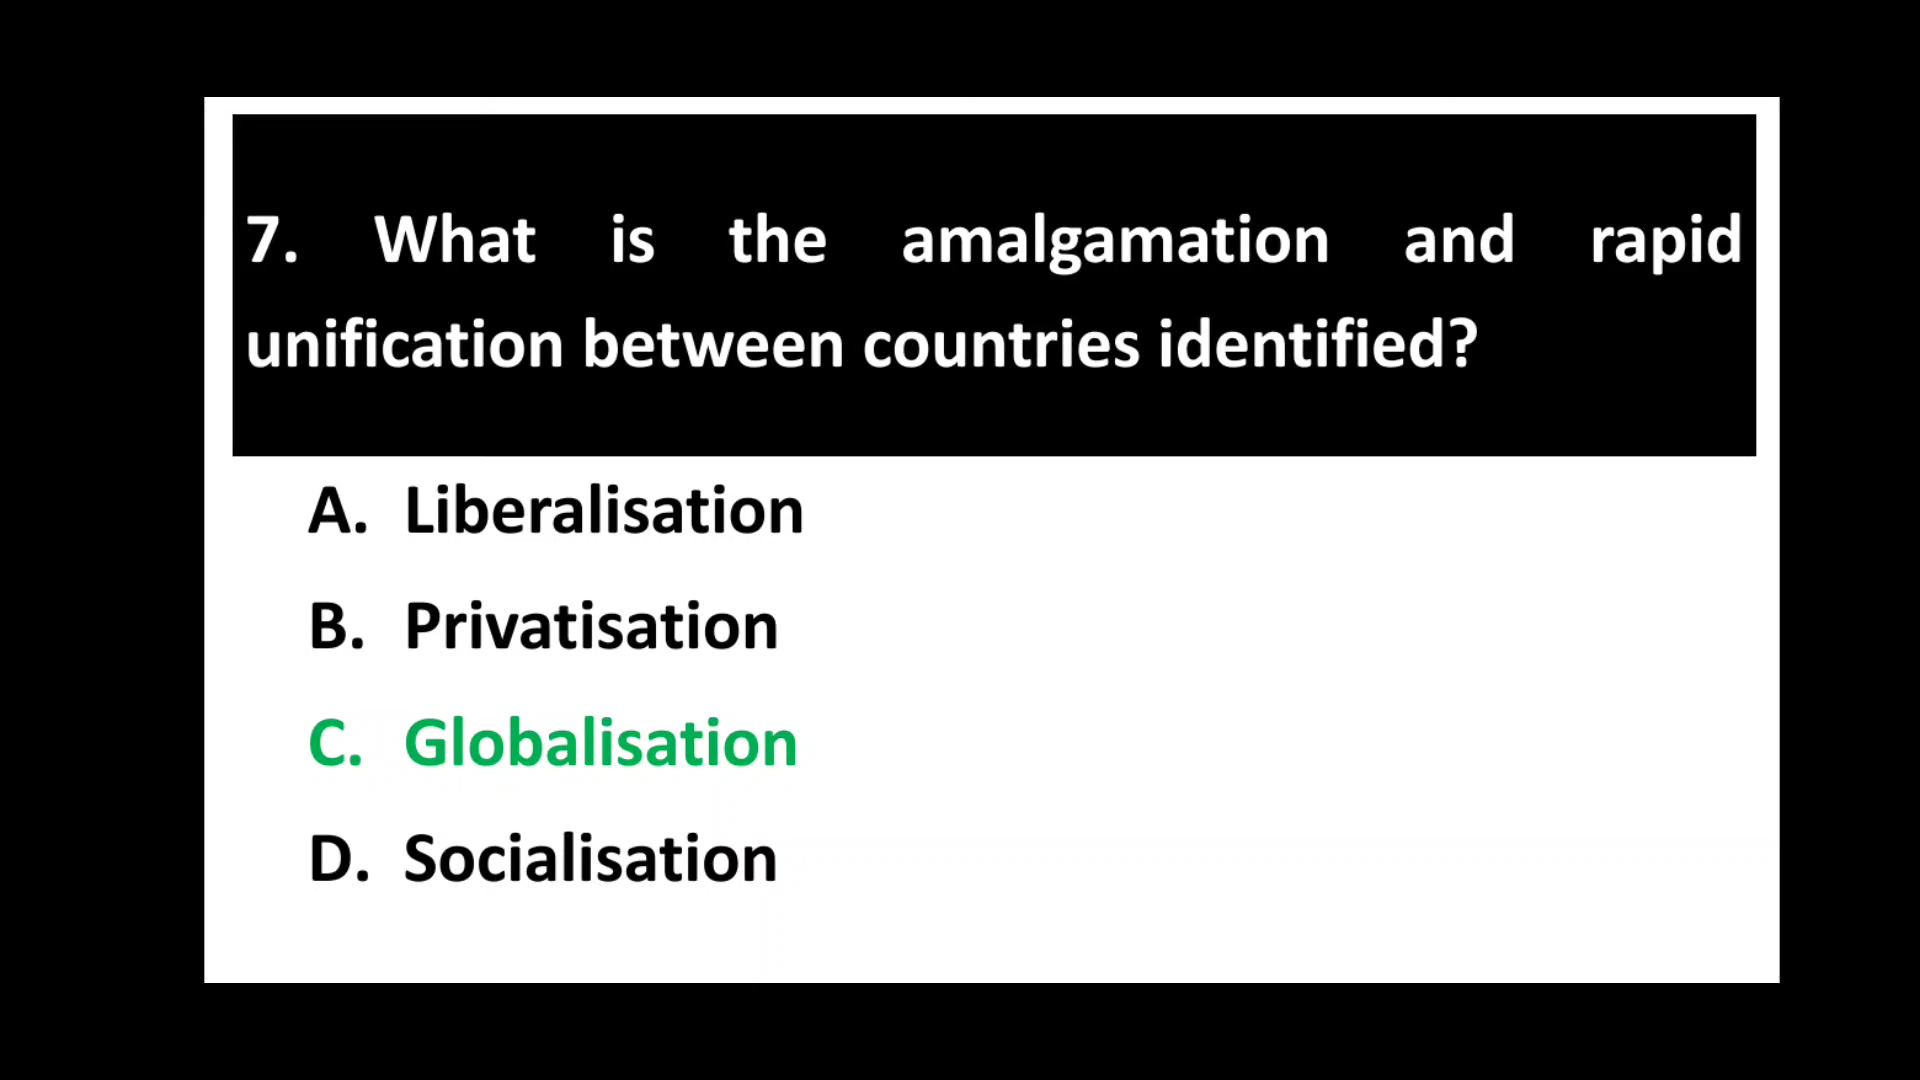 7. What is the amalgamation and rapid
unification between countries identified?
A. Liberalisation
B. Privatisation
C. Globalisation
D. Socialisation